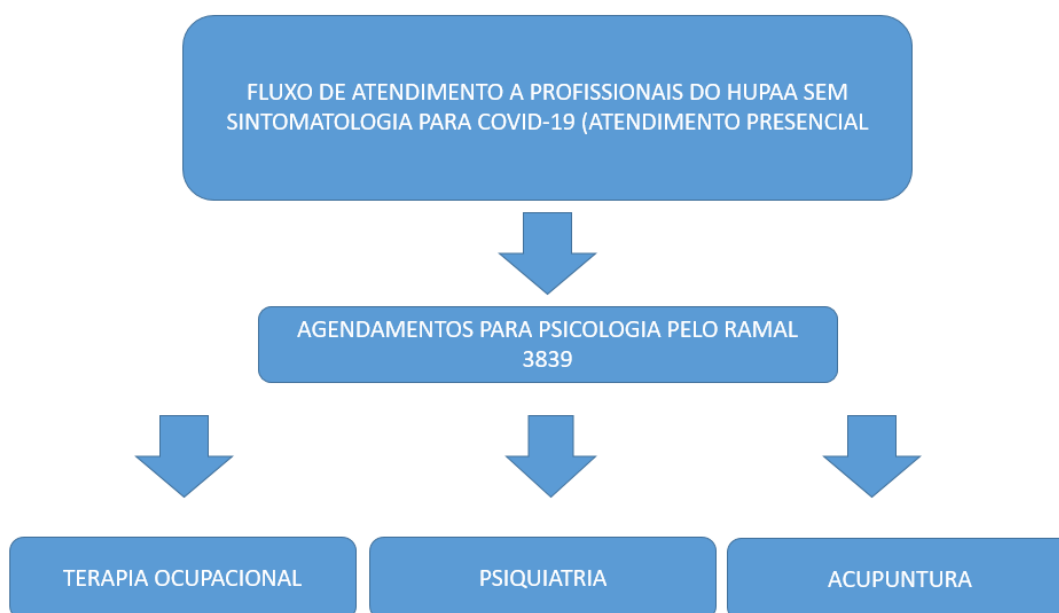 FLUXO DE ATENDIMENTO A PROFISSIONAIS DO HUPAA SEM
SINTOMATOLOGIA PARA COVID-19 (ATENDIMENTO PRESENCIAL
AGENDAMENTOS PARA PSICOLOGIA PELO RAMAL
3839
TERAPIA OCUPACIONAL
PSIQUIATRIA
ACUPUNTURA